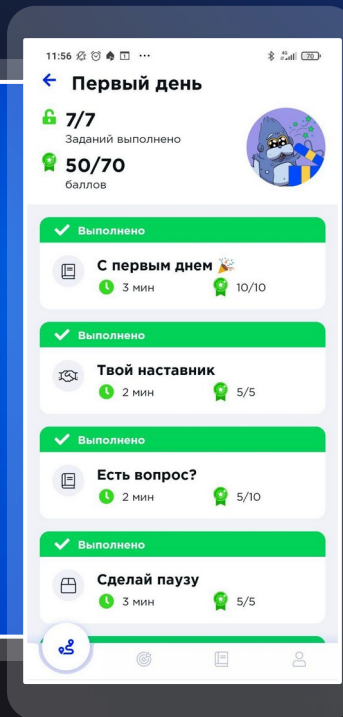 11:56
70
Первый день
7/7
Заданий выполнено
50/70
баллов
Выполнено
С первым днем 🎉
3 мин 10/10
Выполнено
Твой наставник
2 мин 5/5
Выполнено
Есть вопрос?
2 мин 5/10
Выполнено
Сделай паузу
3 мин 5/5